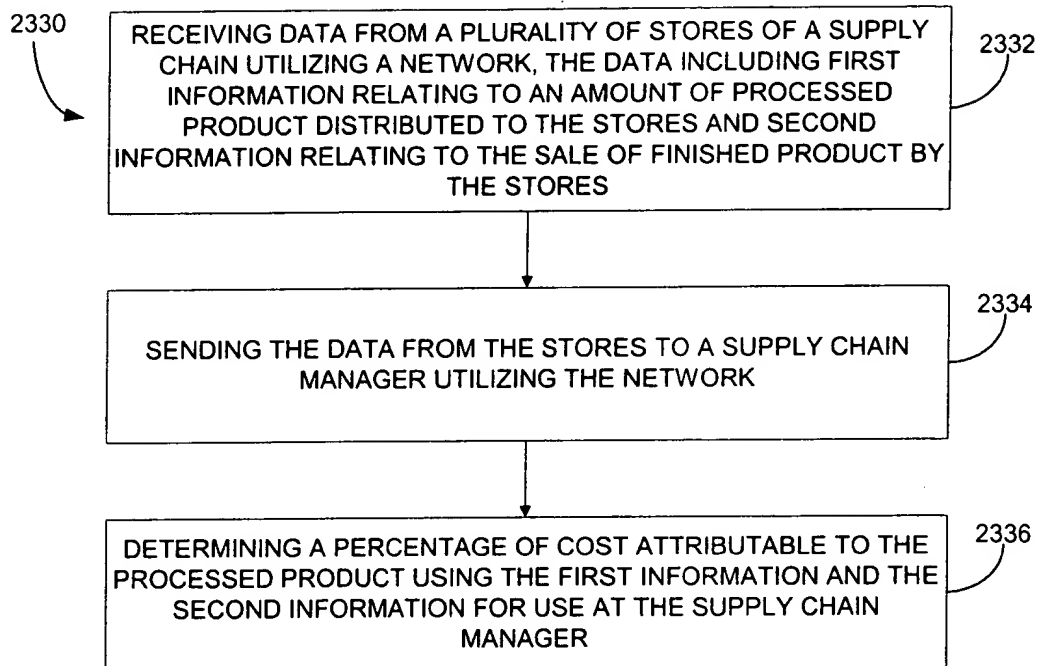 2330
RECEIVING DATA FROM A PLURALITY OF STORES OF A SUPPLY
CHAIN UTILIZING A NETWORK, THE DATA INCLUDING FIRST
INFORMATION RELATING TO AN AMOUNT OF PROCESSED
PRODUCT DISTRIBUTED TO THE STORES AND SECOND
INFORMATION RELATING TO THE SALE OF FINISHED PRODUCT BY
THE STORES
2332
SENDING THE DATA FROM THE STORES TO A SUPPLY CHAIN
MANAGER UTILIZING THE NETWORK
2334
DETERMINING A PERCENTAGE OF COST ATTRIBUTABLE TO THE
PROCESSED PRODUCT USING THE FIRST INFORMATION AND THE
SECOND INFORMATION FOR USE AT THE SUPPLY CHAIN
MANAGER
2336